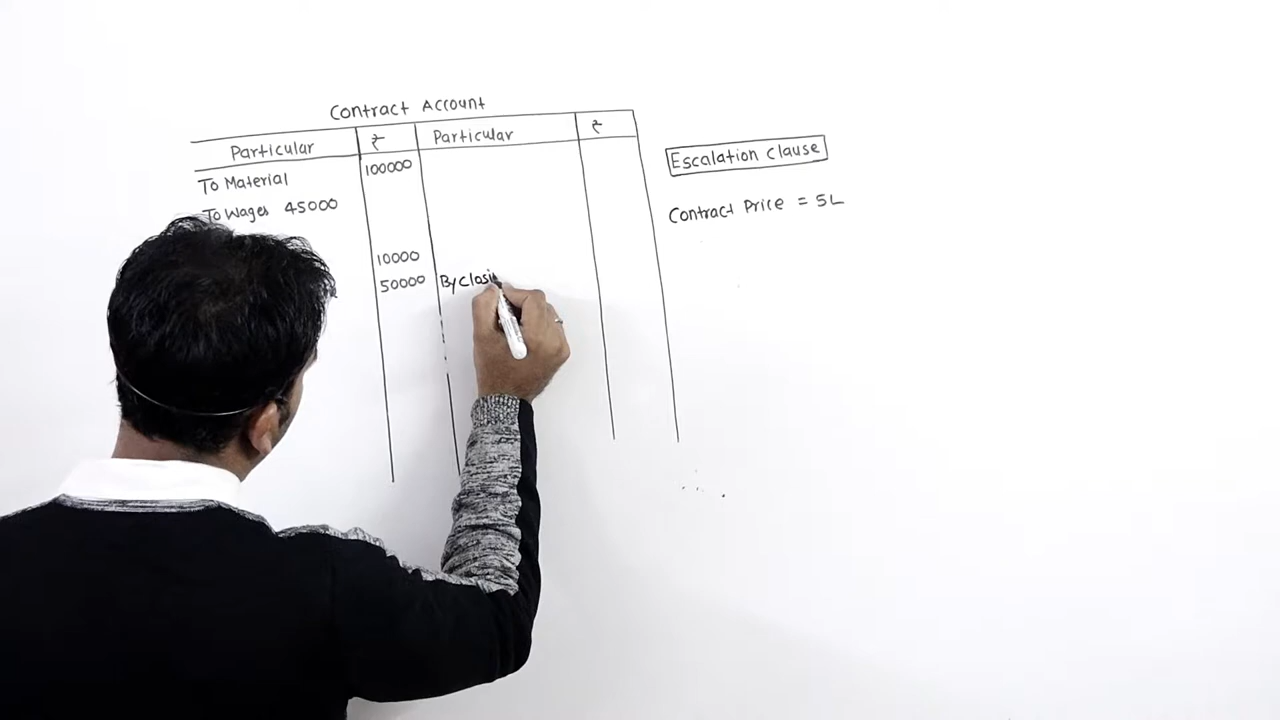 Contract Account
Particular ₹ Particular ₹
To Material 100000
To Wages 45000
10000
50000 By Closi
Escalation Clause
Contract Price = 5L